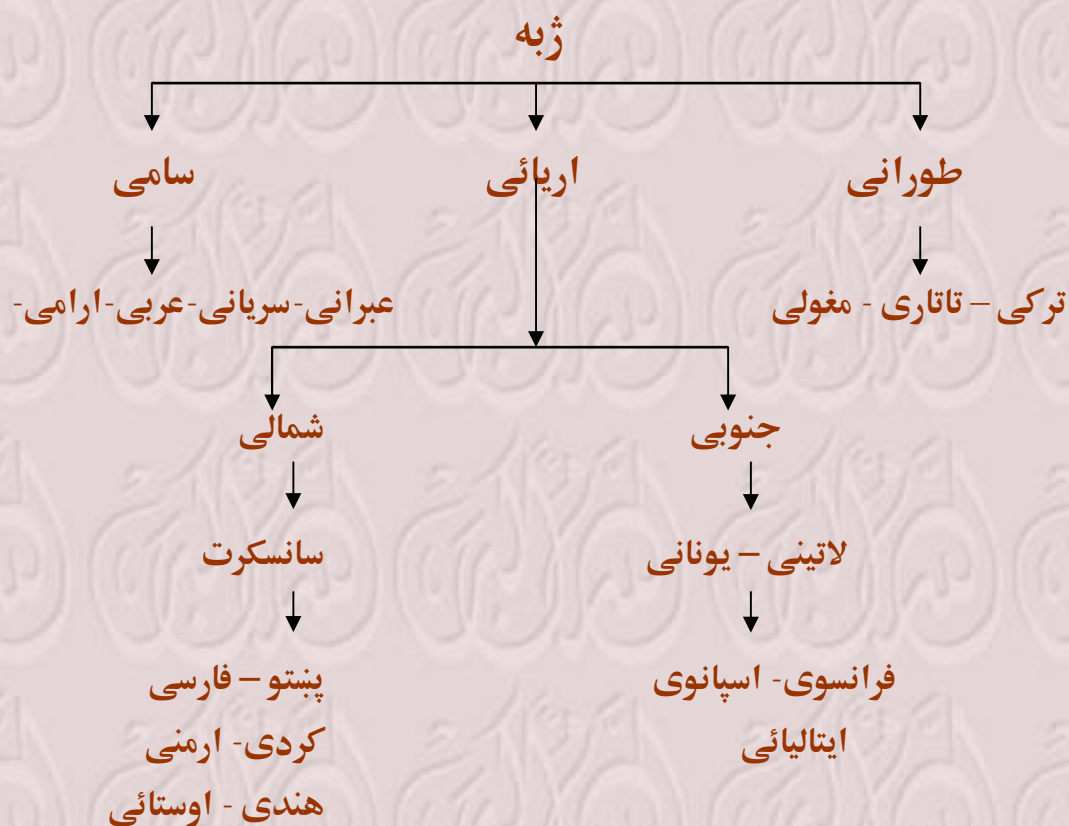 ژبه
طورانی
اریائی
سامی
ترکی – تاتاری - مغولی
عبرانی-سریانی-عربی-ارامی-
جنوبی
شمالی
لاتینی – یونانی
سانسکرت
فرانسوی- اسپانوی
ایتالیائی
پښتو – فارسی
کردی- ارمنی
هندی - اوستائی